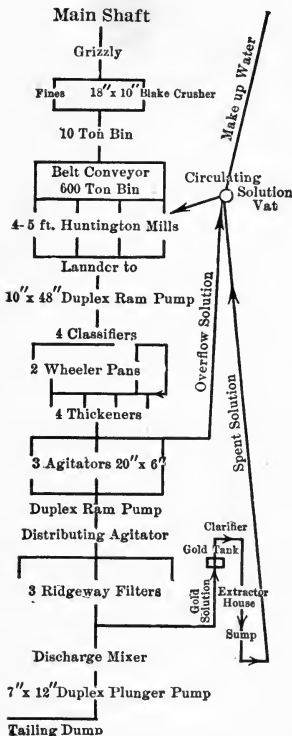 Main Shaft
Grizzly
Fines 18"x 10" Blake Crusher
10 Ton Bin
Belt Conveyor
600 Ton Bin
4-5 ft. Huntington Mills
Launder to
10"x 48" Duplex Ram Pump
4 Classifiers
2 Wheeler Pans
4 Thickeners
3 Agitators 20"x 6"
Duplex Ram Pump
Distributing Agitator
3 Ridgeway Filters
Discharge Mixer
7"x 12" Duplex Plunger Pump
Tailing Dump
Make up Water
Circulating
Solution
Vat
Overflow Solution
Spent Solution
Clarifier
Gold Tank
Gold
Solution
Extractor
House
Sump